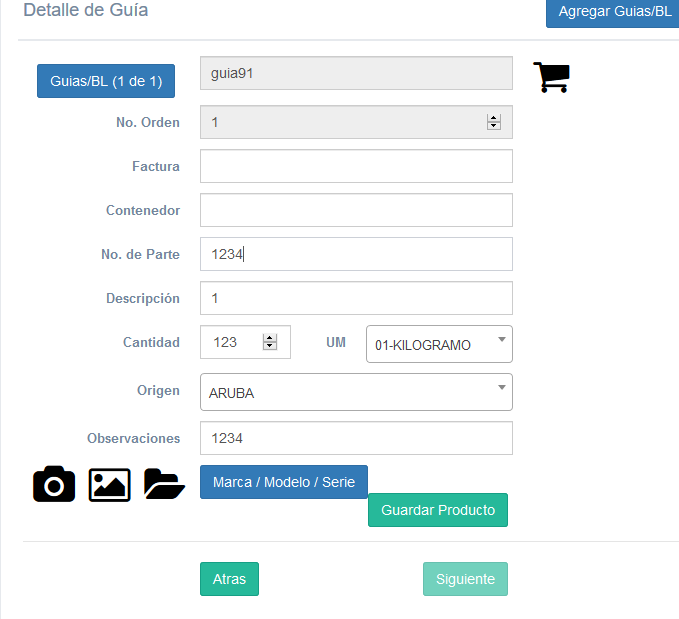 Detalle de Guía
Agregar Guias/BL
Guias/BL (1 de 1)
guia91
No. Orden
1
Factura
Contenedor
No. de Parte
1234
Descripción
1
Cantidad
123
UM
01-KILOGRAMO
Origen
ARUBA
Observaciones
1234
Marca / Modelo / Serie
Guardar Producto
Atras
Siguiente